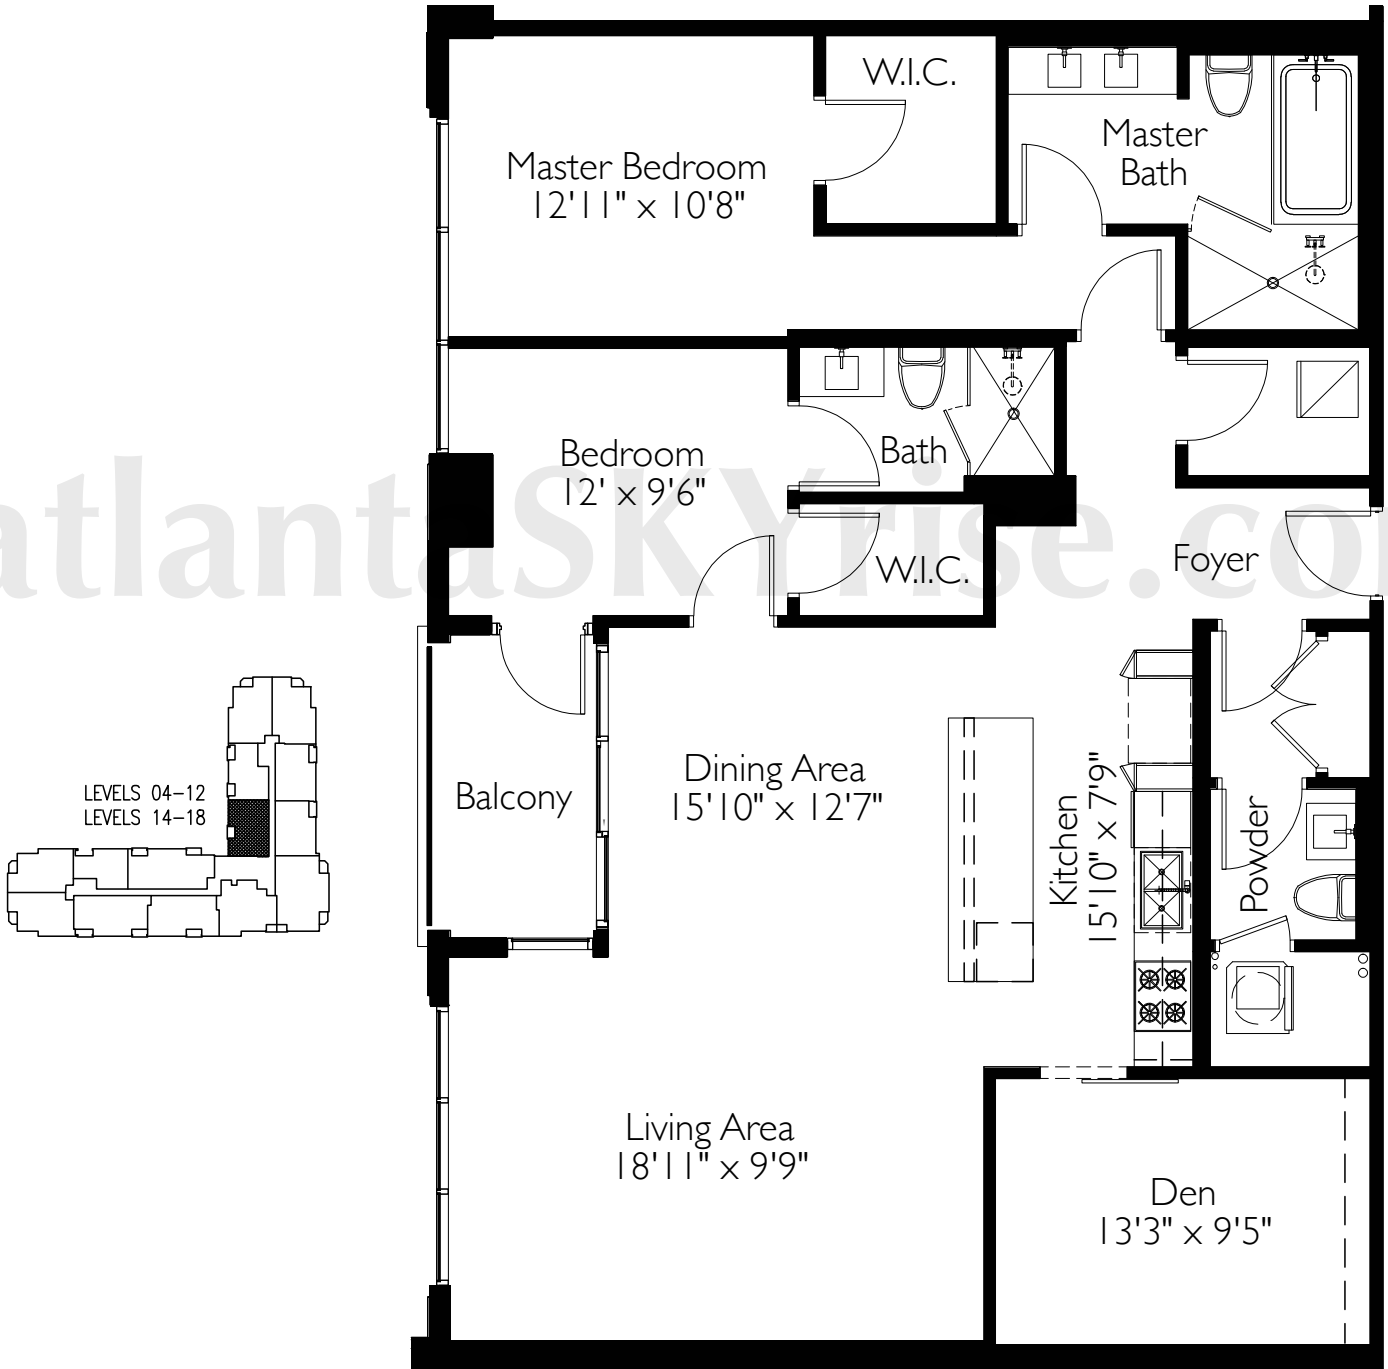 W.I.C.
Master Bedroom
12'11" x 10'8"
Master
Bath
Bedroom
12' x 9'6"
Bath
W.I.C.
Foyer
atlantaSKYrise.co
LEVELS 04-12
LEVELS 14-18
Balcony
Dining Area
15'10" x 12'7"
Kitchen
15'10" x 7'9"
Powder
Living Area
18'11" x 9'9"
Den
13'3" x 9'5"